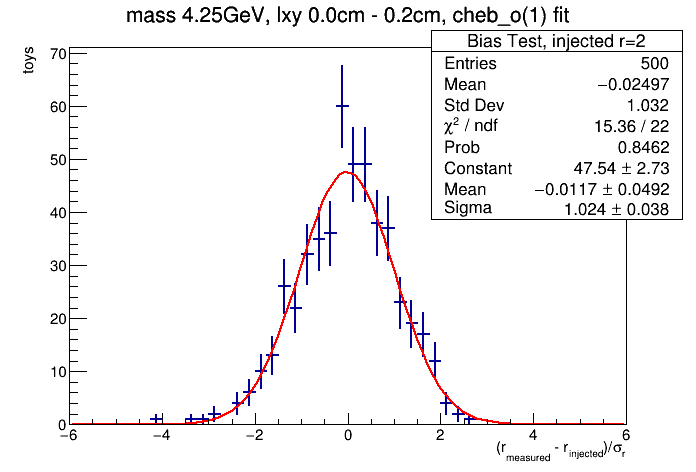 mass 4.25GeV, lxy 0.0cm - 0.2cm, cheb_o(1) fit
toys
Bias Test, injected r=2
Entries 500
Mean −0.02497
Std Dev 1.032
χ² / ndf 15.36 / 22
Prob 0.8462
Constant 47.54 ± 2.73
Mean −0.0117 ± 0.0492
Sigma 1.024 ± 0.038
70
60
50
40
30
20
10
0
−6 −4 −2 0 2 4 6
(r_measured - r_injected)/σ_r